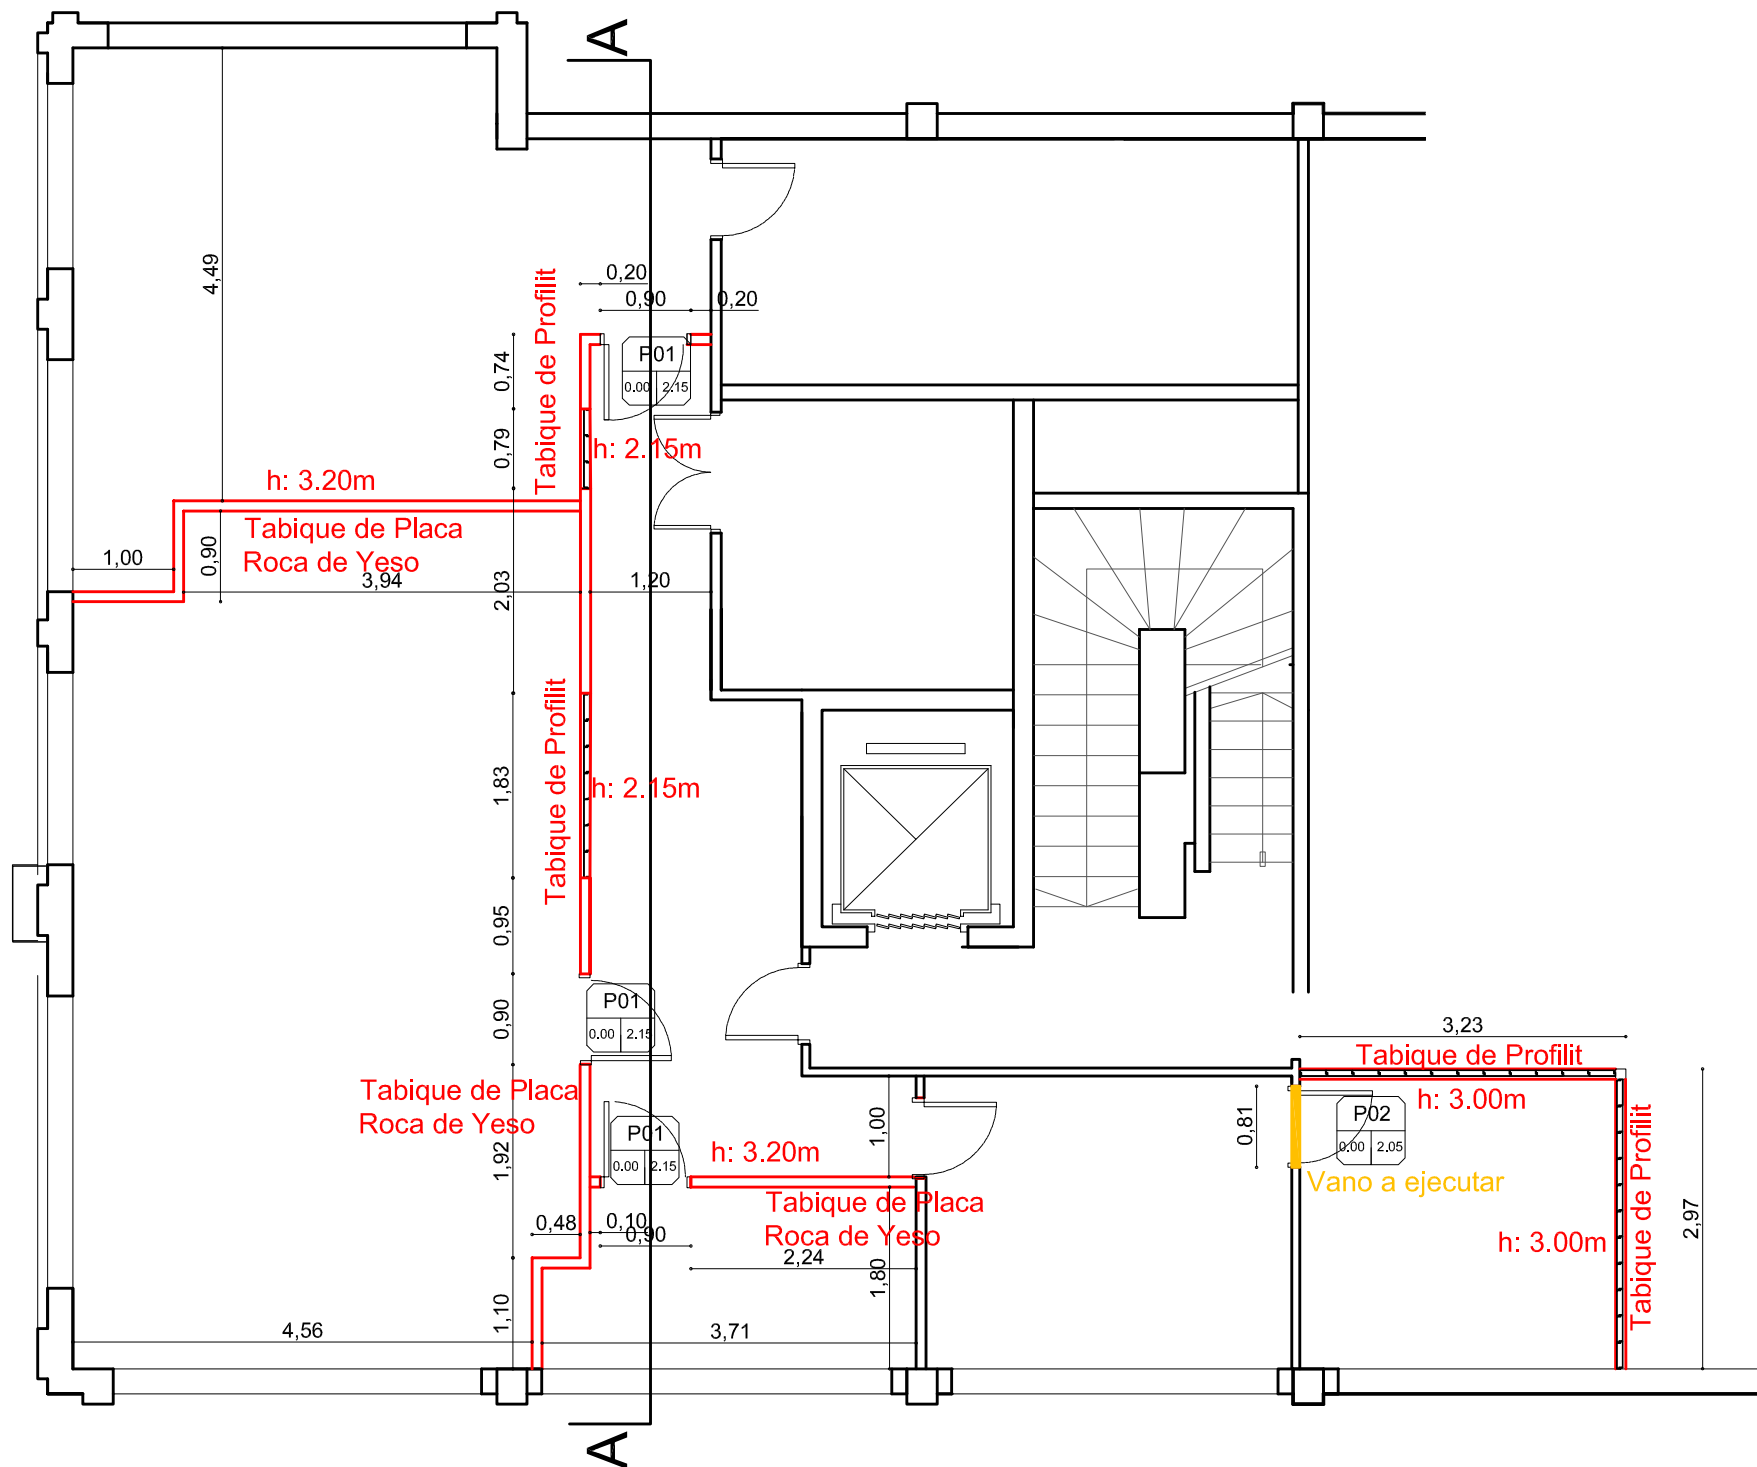 A
0,20
0,90
0,20
4,49
Tabique de Profilit
0,74
P01
0.00
2.15
0,79
h: 2.15m
h: 3.20m
Tabique de Placa
Roca de Yeso
1,00
0,90
3,94
2,03
1,20
Tabique de Profilit
1,83
h: 2.15m
0,95
P01
0.00
2.15
0,90
3,23
Tabique de Profilit
h: 3.00m
Tabique de Placa
Roca de Yeso
1,92
P01
0.00
2.15
1,00
h: 3.20m
Tabique de Placa
Roca de Yeso
0,81
P02
0.00
2.05
Vano a ejecutar
Tabique de Profilit
2,97
h: 3.00m
0,48
0,10
0,90
2,24
1,80
1,10
4,56
3,71
A